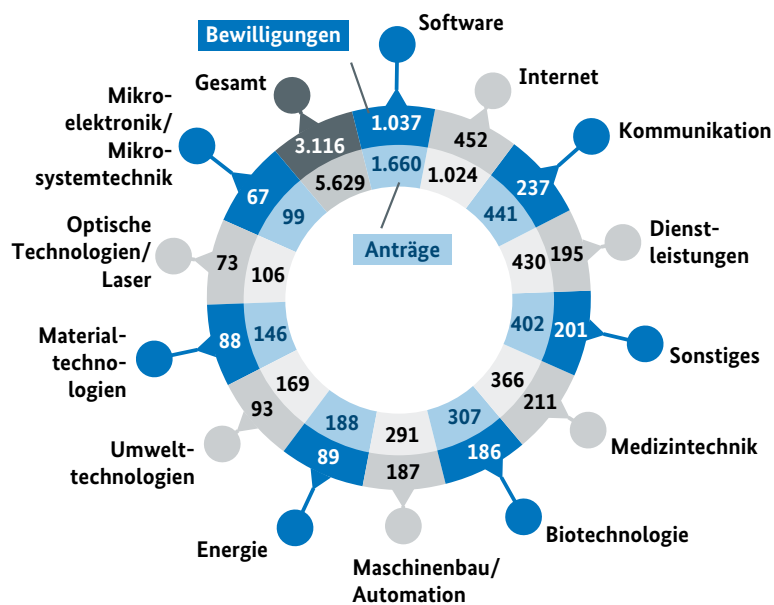 Bewilligungen
Software
1.037
1.660
Internet
452
1.024
Kommunikation
237
441
Dienst-
leistungen
195
430
Sonstiges
201
402
Medizintechnik
211
366
Biotechnologie
186
307
Maschinenbau/
Automation
187
291
Energie
89
188
Umwelt-
technologien
93
169
Material-
techno-
logien
88
146
Optische
Technologien/
Laser
73
106
Mikro-
elektronik/
Mikro-
systemtechnik
67
99
Gesamt
3.116
5.629
Anträge